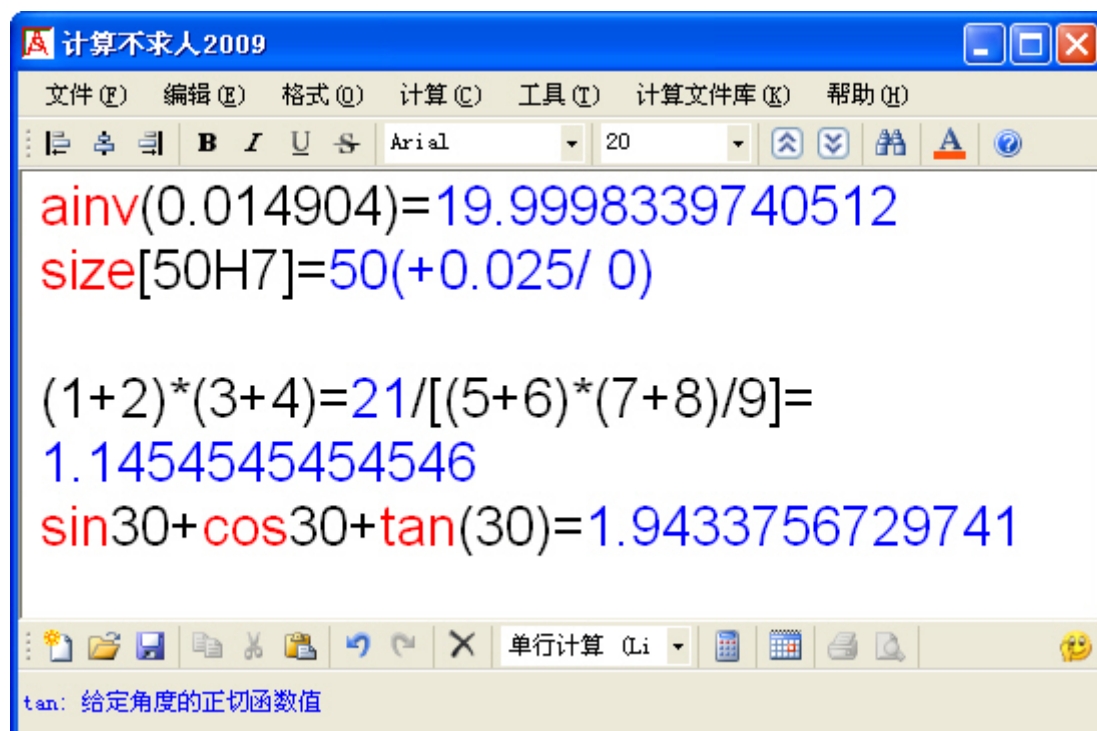 计算不求人2009
文件(F) 编辑(E) 格式(O) 计算(C) 工具(T) 计算文件库(K) 帮助(H)
B I U S Arial 20 A
ainv(0.014904)=19.9998339740512
size[50H7]=50(+0.025/ 0)
(1+2)*(3+4)=21/[(5+6)*(7+8)/9]=
1.1454545454546
sin30+cos30+tan(30)=1.9433756729741
单行计算 (Li
tan: 给定角度的正切函数值